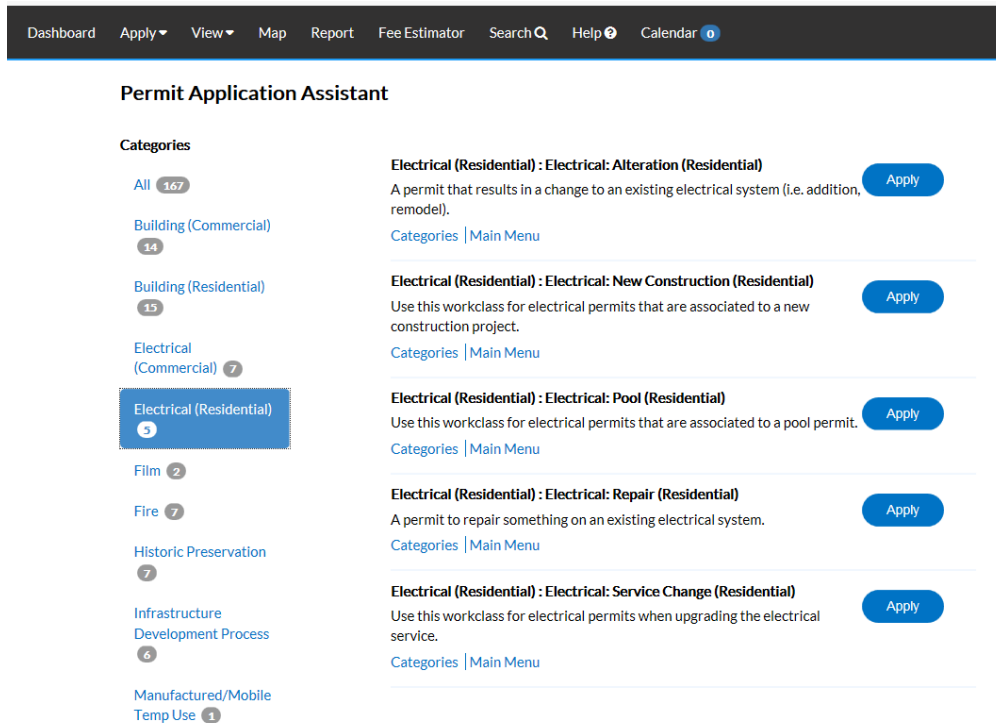 Dashboard Apply View Map Report Fee Estimator Search Help Calendar 0
Permit Application Assistant
Categories
All 167
Building (Commercial)
14
Building (Residential)
15
Electrical
(Commercial) 7
Electrical (Residential)
5
Film 2
Fire 7
Historic Preservation
7
Infrastructure
Development Process
6
Manufactured/Mobile
Temp Use 1
Electrical (Residential) : Electrical: Alteration (Residential)
Apply
A permit that results in a change to an existing electrical system (i.e. addition,
remodel).
Categories | Main Menu
Electrical (Residential) : Electrical: New Construction (Residential)
Apply
Use this workclass for electrical permits that are associated to a new
construction project.
Categories | Main Menu
Electrical (Residential) : Electrical: Pool (Residential)
Apply
Use this workclass for electrical permits that are associated to a pool permit.
Categories | Main Menu
Electrical (Residential) : Electrical: Repair (Residential)
Apply
A permit to repair something on an existing electrical system.
Categories | Main Menu
Electrical (Residential) : Electrical: Service Change (Residential)
Apply
Use this workclass for electrical permits when upgrading the electrical
service.
Categories | Main Menu